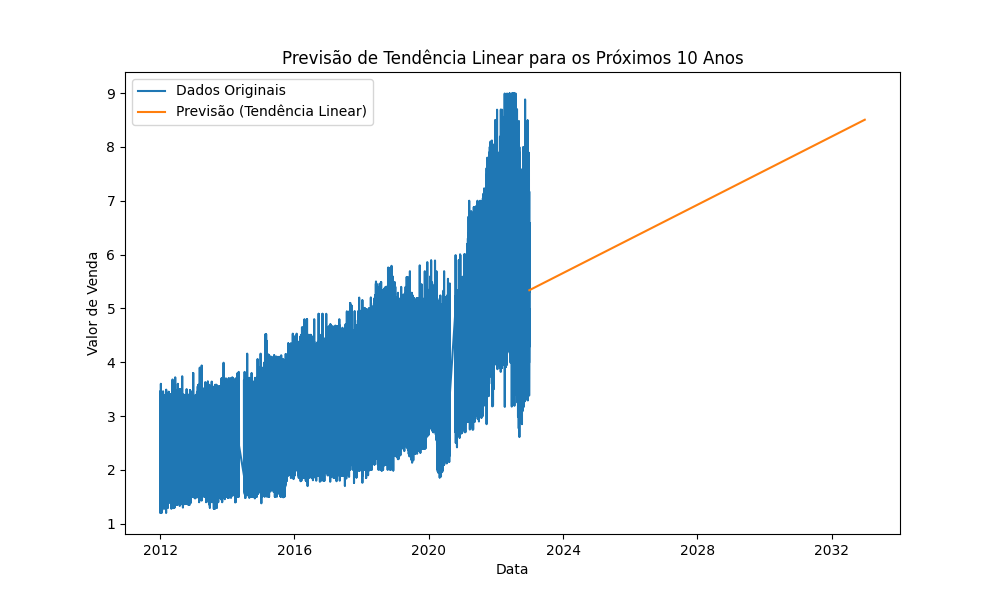 Previsão de Tendência Linear para os Próximos 10 Anos
Dados Originais
Previsão (Tendência Linear)
Valor de Venda
9
8
7
6
5
4
3
2
1
2012 2016 2020 2024 2028 2032
Data